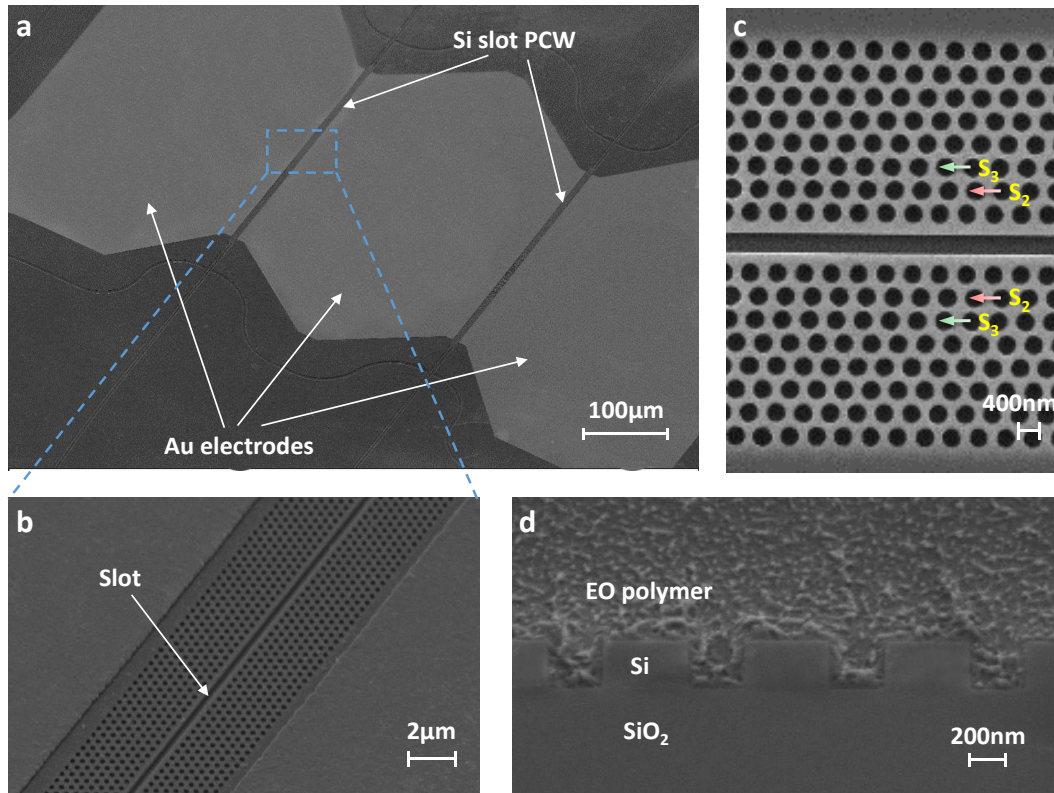 a
Si slot PCW
Au electrodes
100μm
b
Slot
2μm
c
S₃
S₂
S₂
S₃
400nm
d
EO polymer
Si
SiO₂
200nm